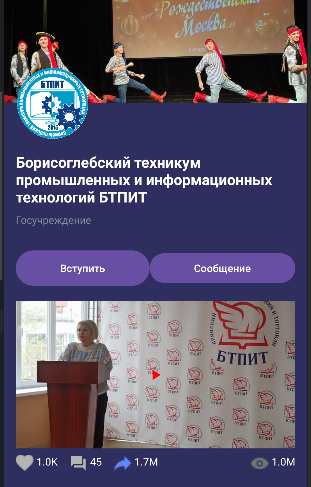 Рождественская
Москва
БТПИТ
Борисоглебский техникум
промышленных и информационных
технологий БТПИТ
Госучреждение
Вступить
Сообщение
БТПИТ
1.0K
45
1.7M
1.0M